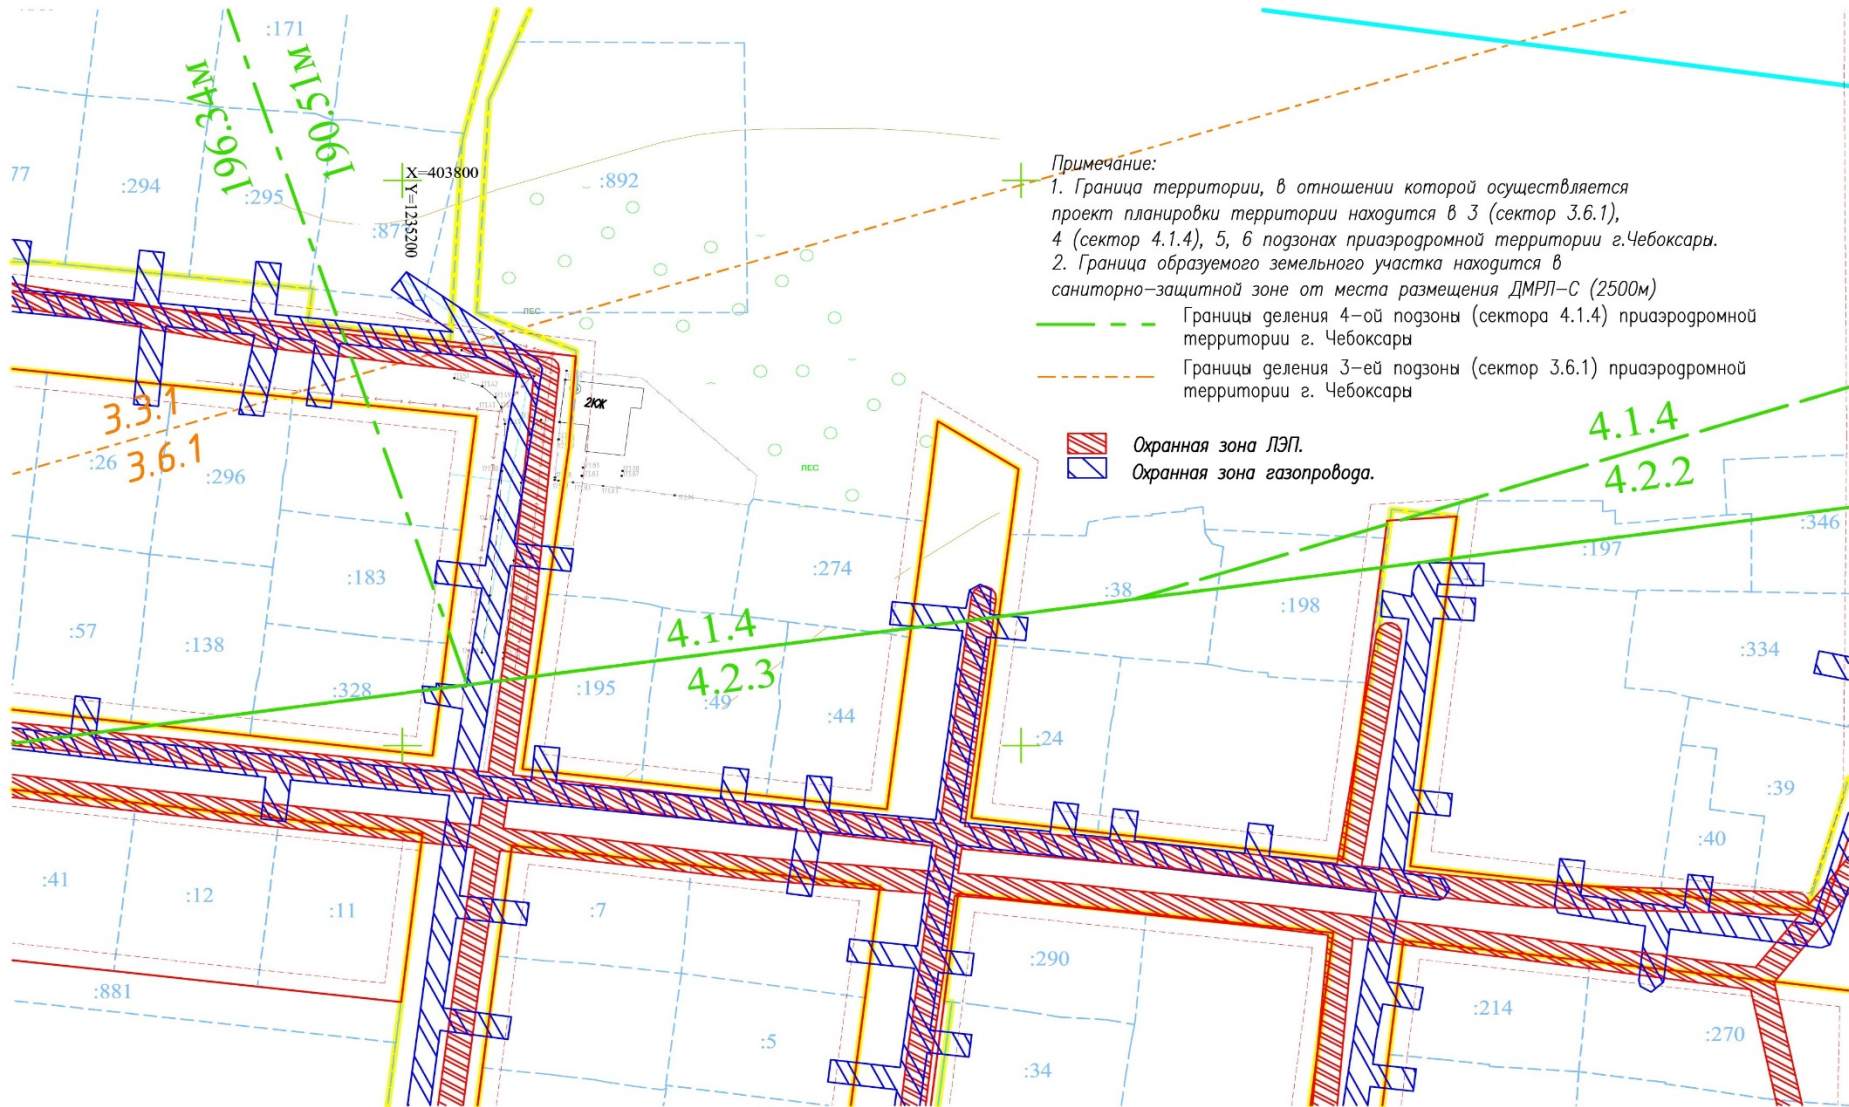 :171
190.51м
196.34м
77
:294
:295
:87
X=403800
Y=1235200
:892
Примечание:
1. Граница территории, в отношении которой осуществляется
проект планировки территории находится в 3 (сектор 3.6.1),
4 (сектор 4.1.4), 5, 6 подзонах приаэродромной территории г.Чебоксары.
2. Граница образуемого земельного участка находится в
саниторно-защитной зоне от места размещения ДМРЛ-С (2500м)
Границы деления 4-ой подзоны (сектора 4.1.4) приаэродромной
территории г. Чебоксары
Границы деления 3-ей подзоны (сектор 3.6.1) приаэродромной
территории г. Чебоксары
Охранная зона ЛЭП.
Охранная зона газопровода.
ЛЕС
2КЖ
ЛЕС
3.3.1
3.6.1
:26
:296
4.1.4
4.2.2
:346
:197
:183
:274
:38
:198
:57
:138
4.1.4
4.2.3
:334
:328
:195
:49
:44
:24
:39
:40
:41
:12
:11
:7
:290
:881
:214
:270
:5
:34